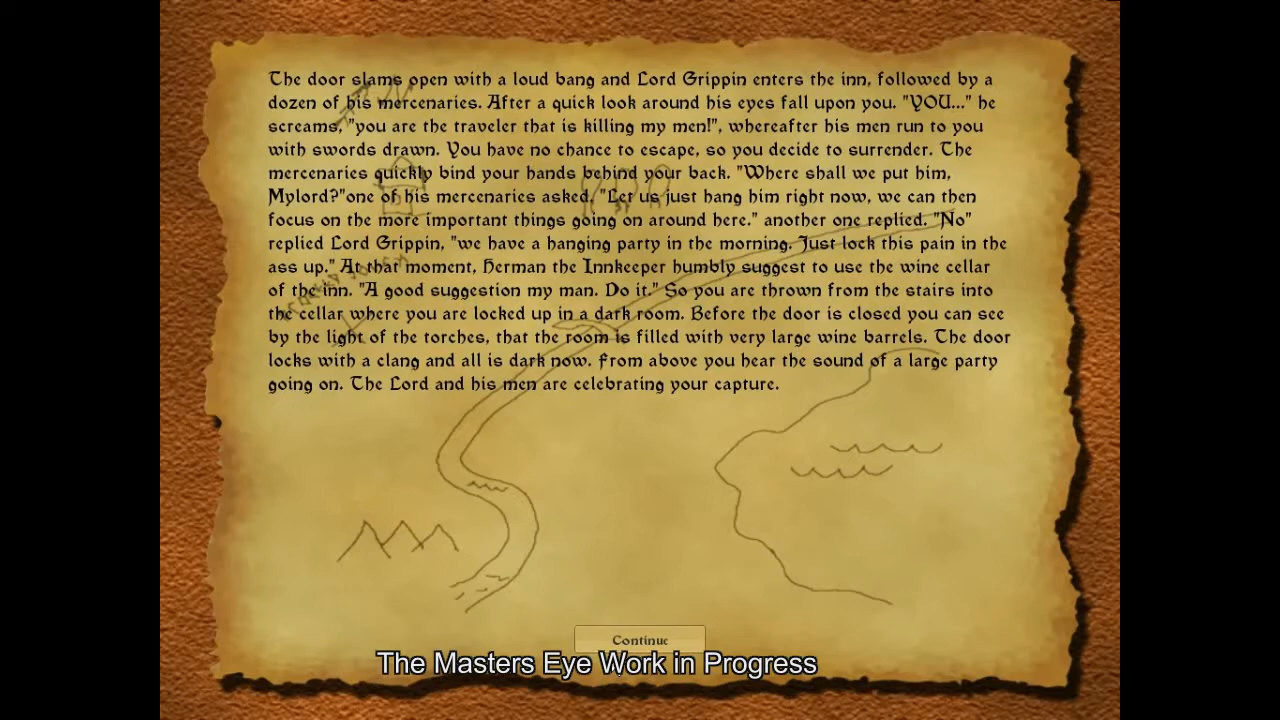 The door slams open with a loud bang and Lord Grippin enters the inn, followed by a
dozen of his mercenaries. After a quick look around his eyes fall upon you. "YOU..." he
screams, "you are the traveler that is killing my men!", whereafter his men run to you
with swords drawn. You have no chance to escape, so you decide to surrender. The
mercenaries quickly bind your hands behind your back. "Where shall we put him,
Mylord?"one of his mercenaries asked. "Let us just hang him right now, we can then
focus on the more important things going on around here." another one replied. "No"
replied Lord Grippin, "we have a hanging party in the morning. Just lock this pain in the
ass up." At that moment, Herman the Innkeeper humbly suggest to use the wine cellar
of the inn. "A good suggestion my man. Do it." So you are thrown from the stairs into
the cellar where you are locked up in a dark room. Before the door is closed you can see
by the light of the torches, that the room is filled with very large wine barrels. The door
locks with a clang and all is dark now. From above you hear the sound of a large party
going on. The Lord and his men are celebrating your capture.
Continue
The Masters Eye Work in Progress